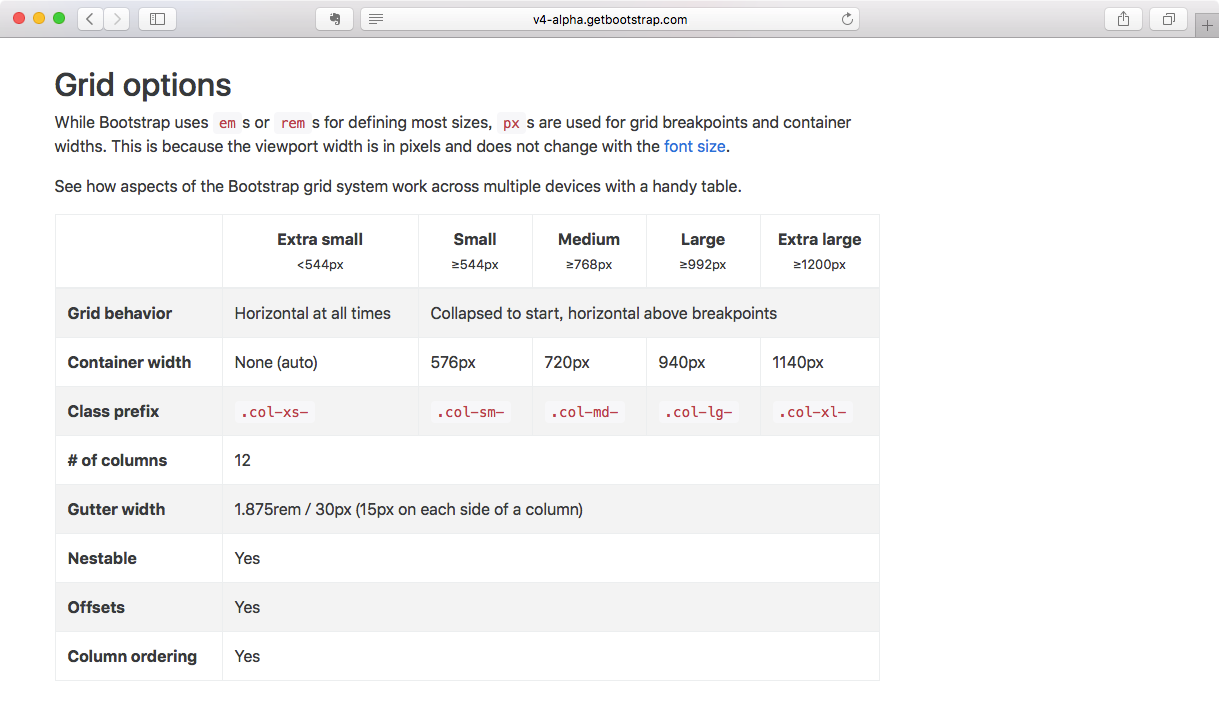 v4-alpha.getbootstrap.com
Grid options
While Bootstrap uses em s or rem s for defining most sizes, px s are used for grid breakpoints and container
widths. This is because the viewport width is in pixels and does not change with the font size.
See how aspects of the Bootstrap grid system work across multiple devices with a handy table.
Extra small Small Medium Large Extra large
<544px ≥544px ≥768px ≥992px ≥1200px
Grid behavior Horizontal at all times Collapsed to start, horizontal above breakpoints
Container width None (auto) 576px 720px 940px 1140px
Class prefix .col-xs- .col-sm- .col-md- .col-lg- .col-xl-
# of columns 12
Gutter width 1.875rem / 30px (15px on each side of a column)
Nestable Yes
Offsets Yes
Column ordering Yes